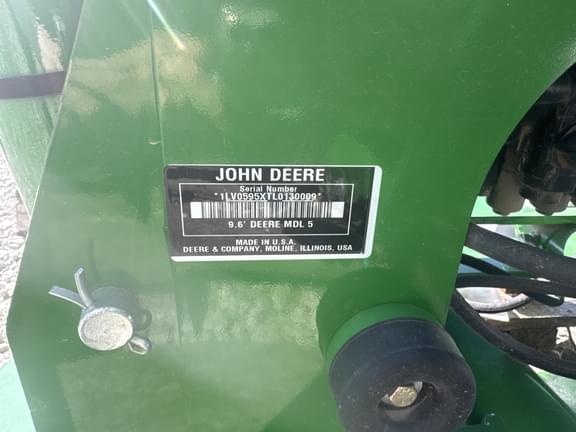 JOHN DEERE
Serial Number
*1LV0595XTL0130009*
9.6' DEERE MDL 5
MADE IN U.S.A.
DEERE & COMPANY, MOLINE, ILLINOIS, USA